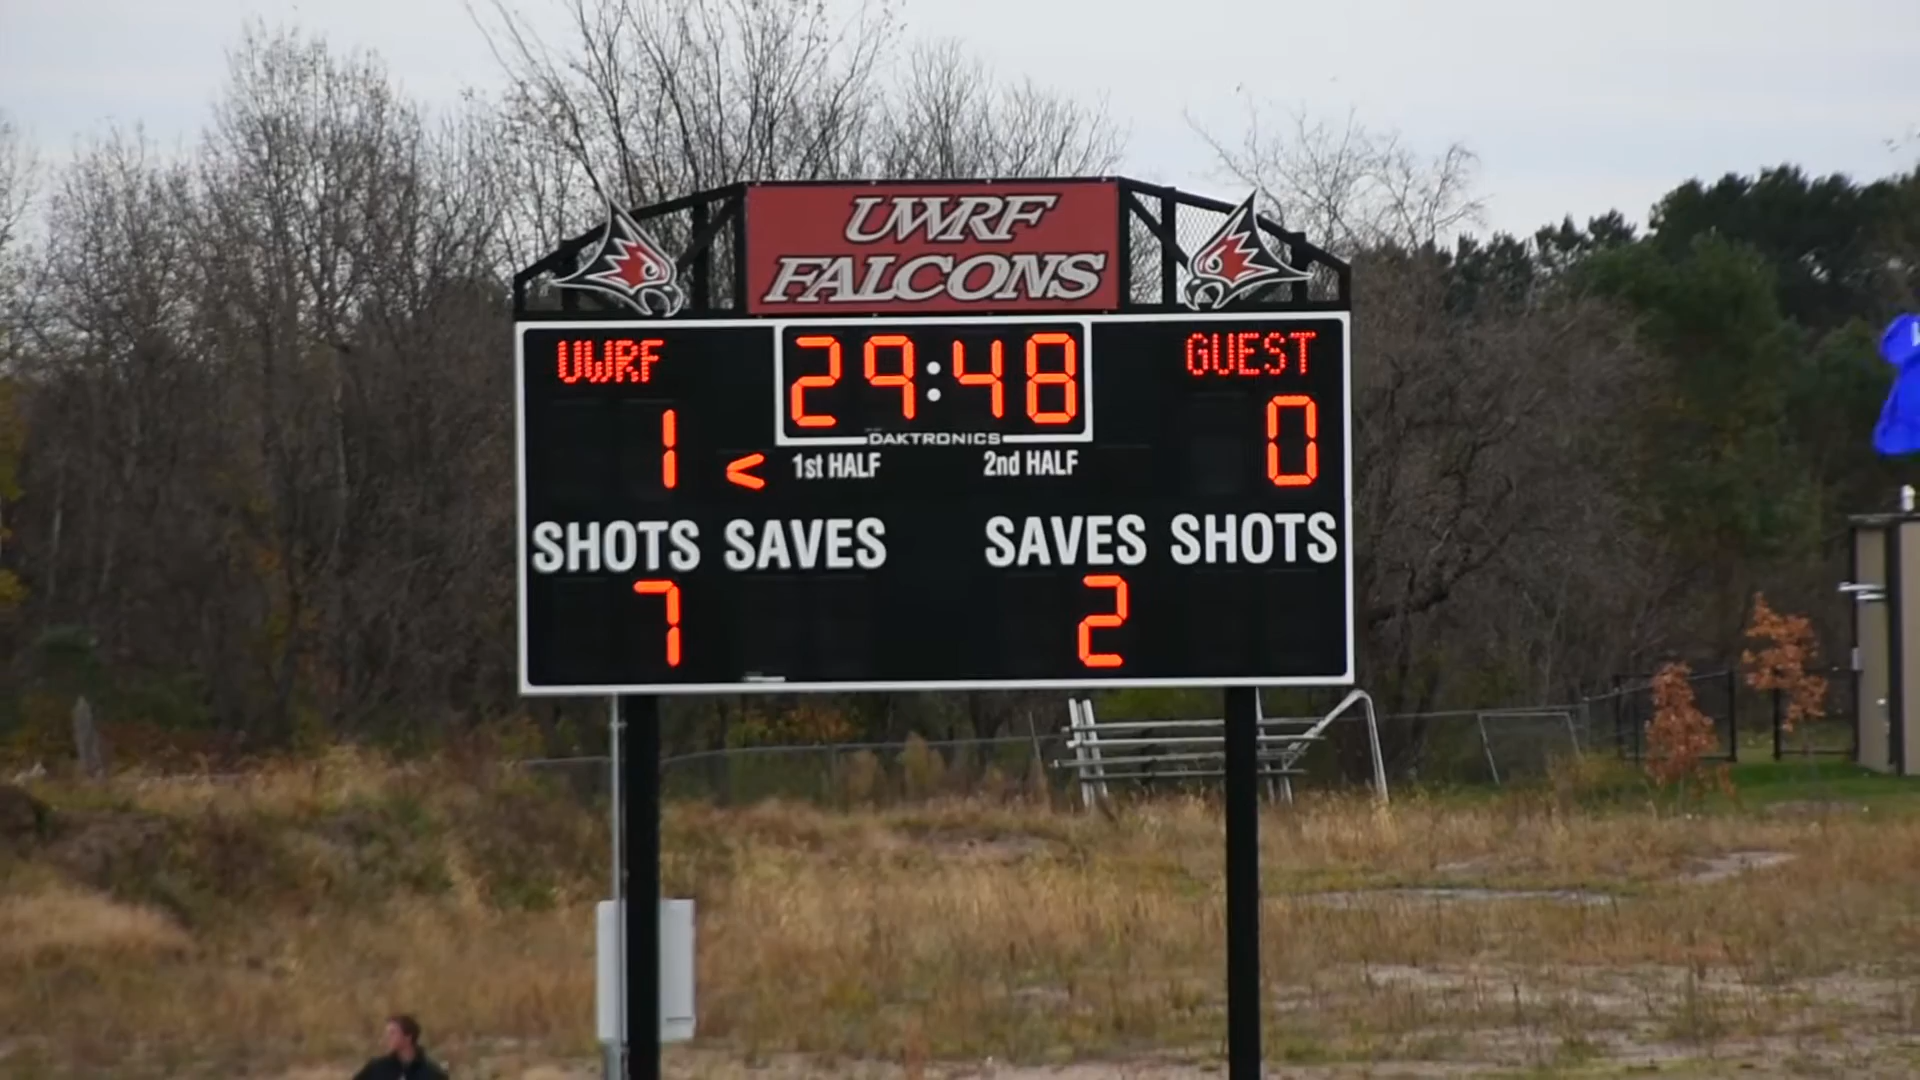 UWRF
FALCONS
UWRF 29:48 GUEST
DAKTRONICS
1 < 1st HALF 2nd HALF 0
SHOTS SAVES SAVES SHOTS
7 2